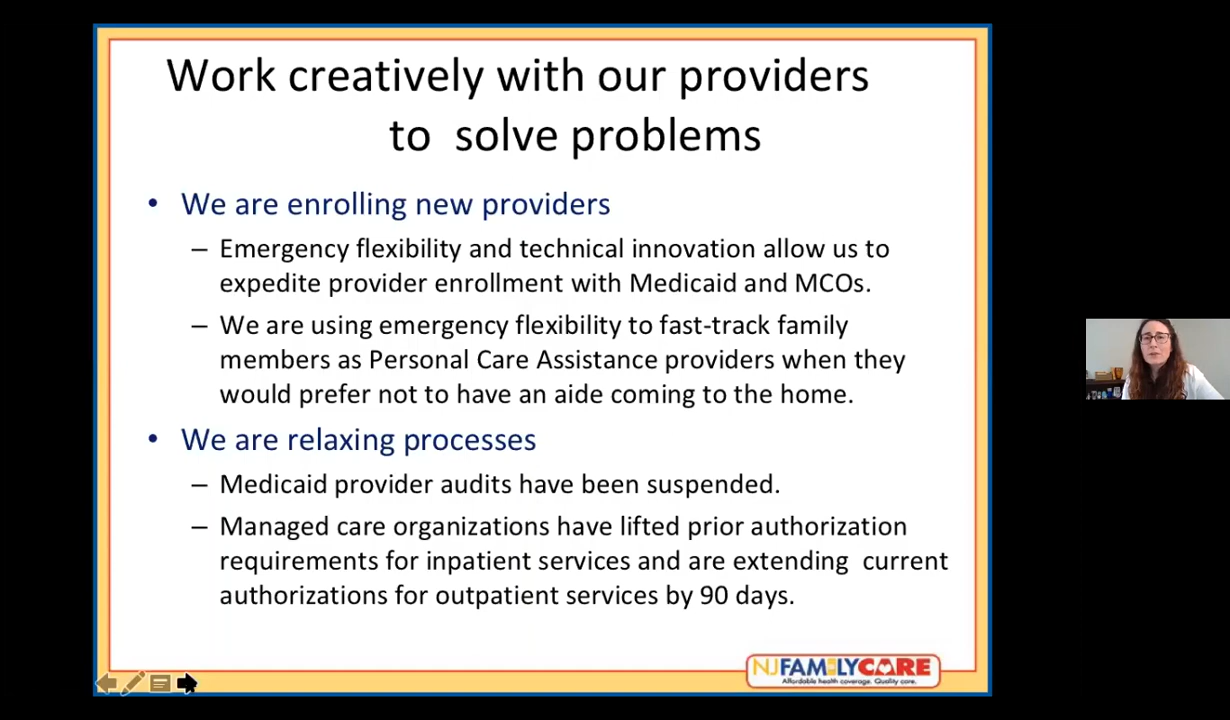 Work creatively with our providers
to solve problems
• We are enrolling new providers
– Emergency flexibility and technical innovation allow us to
expedite provider enrollment with Medicaid and MCOs.
– We are using emergency flexibility to fast-track family
members as Personal Care Assistance providers when they
would prefer not to have an aide coming to the home.
• We are relaxing processes
– Medicaid provider audits have been suspended.
– Managed care organizations have lifted prior authorization
requirements for inpatient services and are extending current
authorizations for outpatient services by 90 days.
NJFAMILYCARE
Affordable health coverage. Quality care.